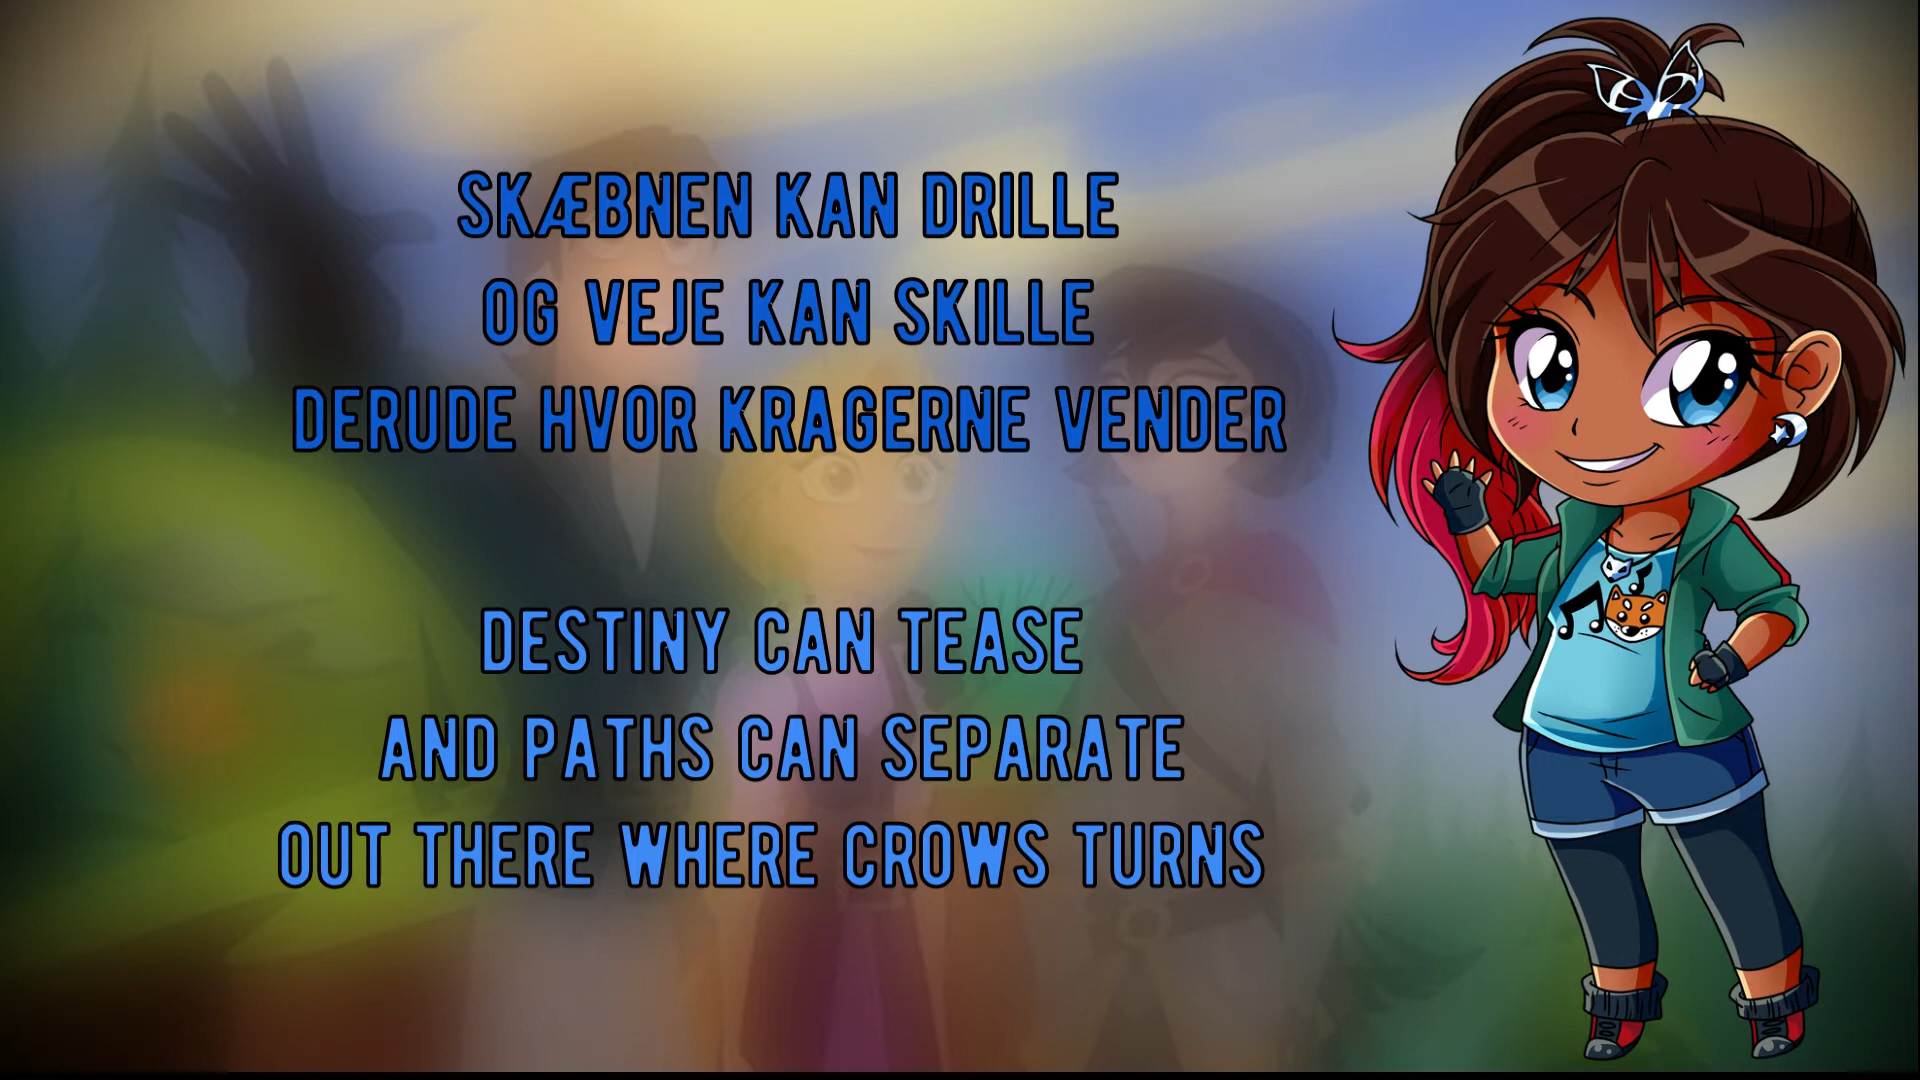 SKÆBNEN KAN DRILLE
OG VEJE KAN SKILLE
DERUDE HVOR KRAGERNE VENDER
DESTINY CAN TEASE
AND PATHS CAN SEPARATE
OUT THERE WHERE CROWS TURNS